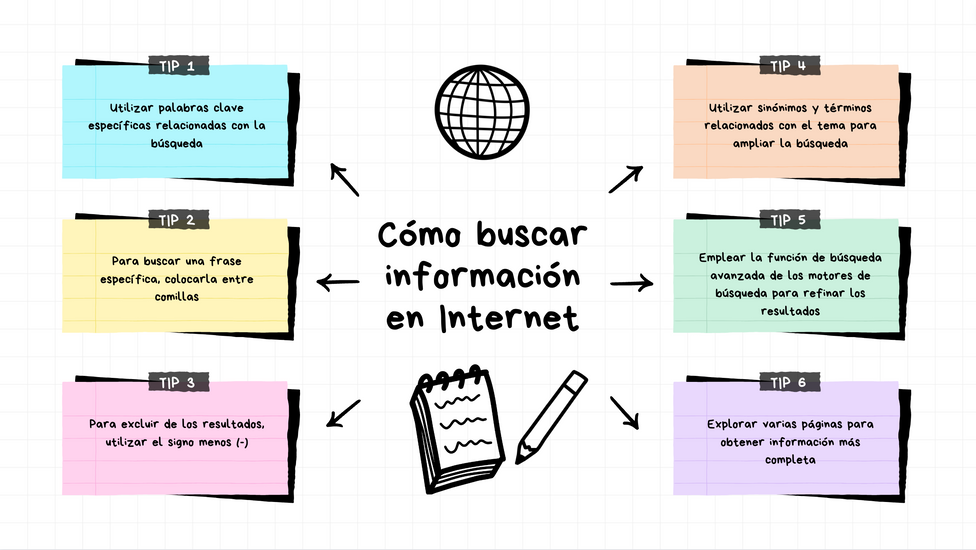 TIP 1
Utilizar palabras clave
específicas relacionadas con la
búsqueda
TIP 2
Para buscar una frase
específica, colocarla entre
comillas
TIP 3
Para excluir de los resultados,
utilizar el signo menos (-)
Cómo buscar
información
en Internet
TIP 4
Utilizar sinónimos y términos
relacionados con el tema para
ampliar la búsqueda
TIP 5
Emplear la función de búsqueda
avanzada de los motores de
búsqueda para refinar los
resultados
TIP 6
Explorar varias páginas para
obtener información más
completa